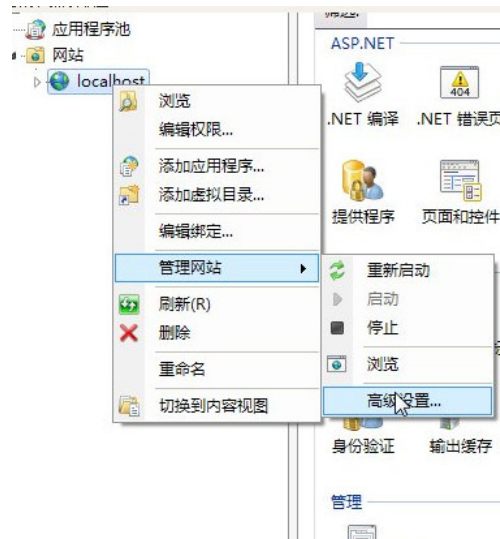 应用程序池
网站
localhost
浏览
编辑权限...
添加应用程序...
添加虚拟目录...
编辑绑定...
管理网站
刷新(R)
删除
重命名
切换到内容视图
重新启动
启动
停止
浏览
高级设置...
ASP.NET
404
.NET 编译
.NET 错误页
提供程序
页面和控件
身份验证
输出缓存
管理